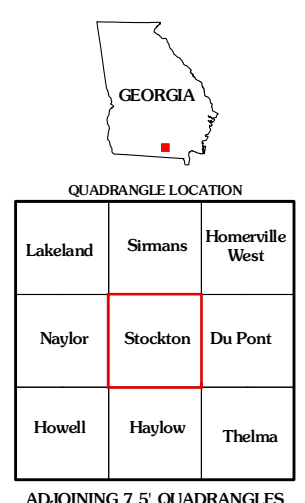 GEORGIA
QUADRANGLE LOCATION
Lakeland Sirmans Homerville
West
Naylor Stockton Du Pont
Howell Haylow Thelma
ADJOINING 7.5' QUADRANGLES